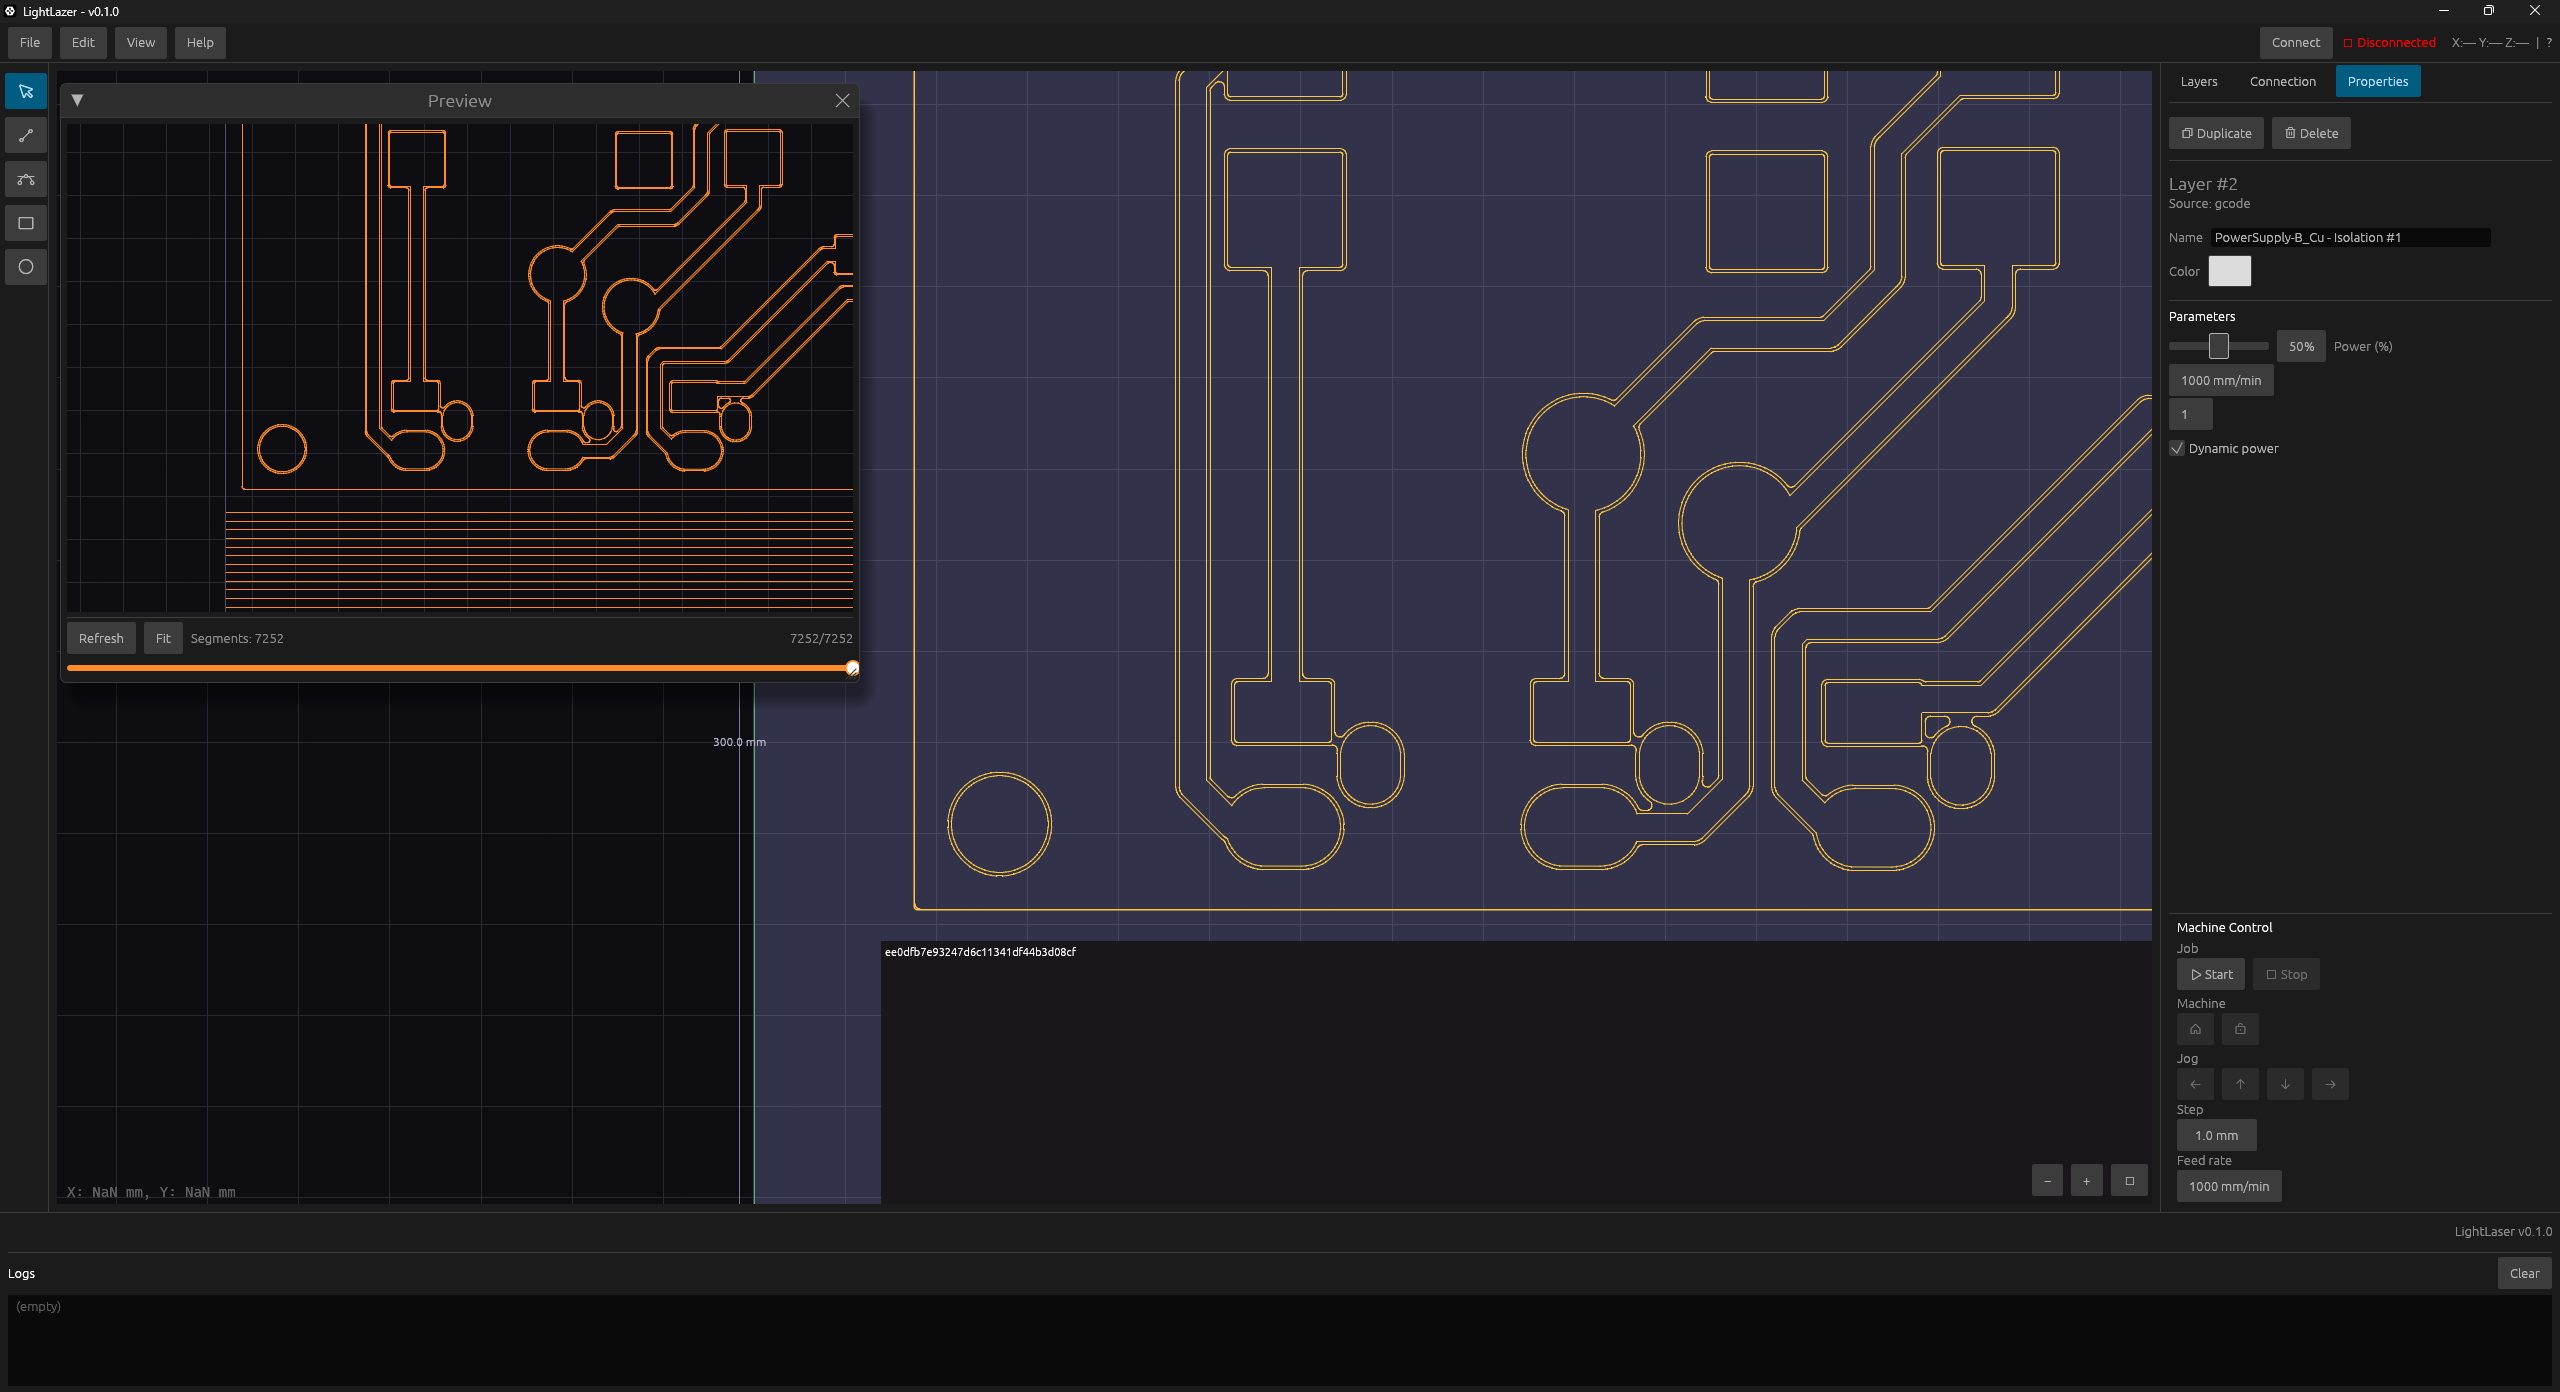 LightLazer - v0.1.0
File Edit View Help
Connect Disconnected X:— Y:— Z:— | ?
Layers Connection Properties
Preview
Duplicate Delete
Layer #2
Source: gcode
Name PowerSupply-B_Cu - Isolation #1
Color
Parameters
50% Power (%)
1000 mm/min
1
Dynamic power
Refresh Fit Segments: 7252 7252/7252
300.0 mm
ee0dfb7e93247d6c11341df44b3d08cf
X: NaN mm, Y: NaN mm
- +
Machine Control
Job
Start Stop
Machine
Jog
← ↑ ↓ →
Step
1.0 mm
Feed rate
1000 mm/min
LightLaser v0.1.0
Logs Clear
(empty)